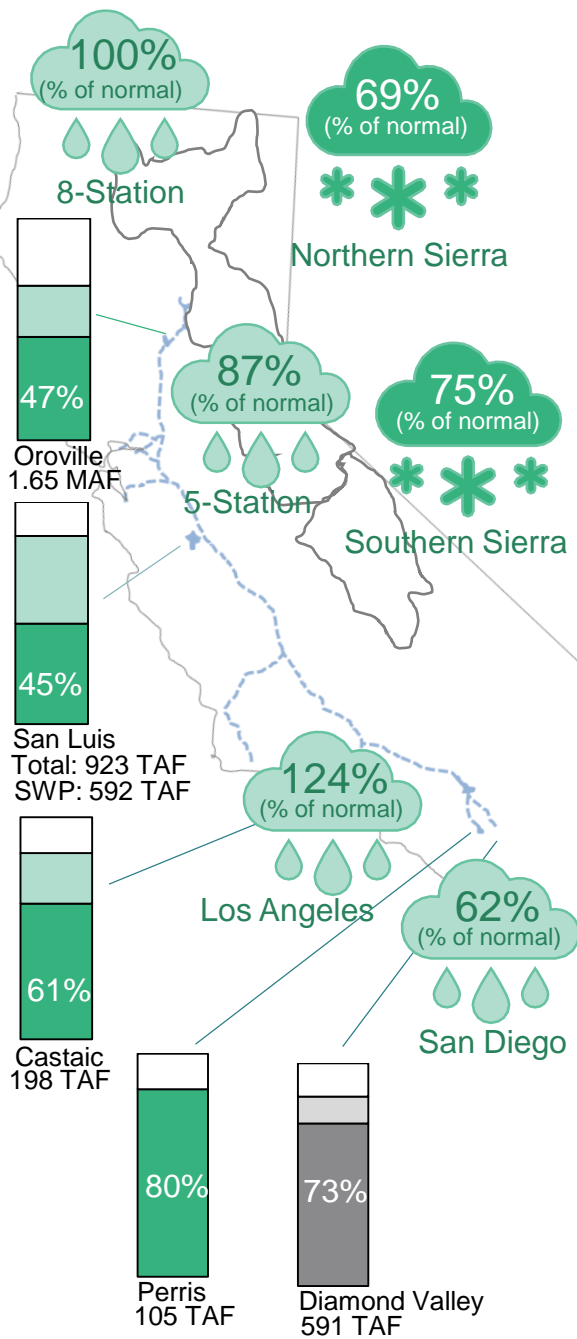 100%
(% of normal)
8-Station
69%
(% of normal)
Northern Sierra
47%
Oroville
1.65 MAF
87%
(% of normal)
5-Station
75%
(% of normal)
Southern Sierra
45%
San Luis
Total: 923 TAF
SWP: 592 TAF
124%
(% of normal)
Los Angeles
62%
(% of normal)
San Diego
61%
Castaic
198 TAF
80%
Perris
105 TAF
73%
Diamond Valley
591 TAF